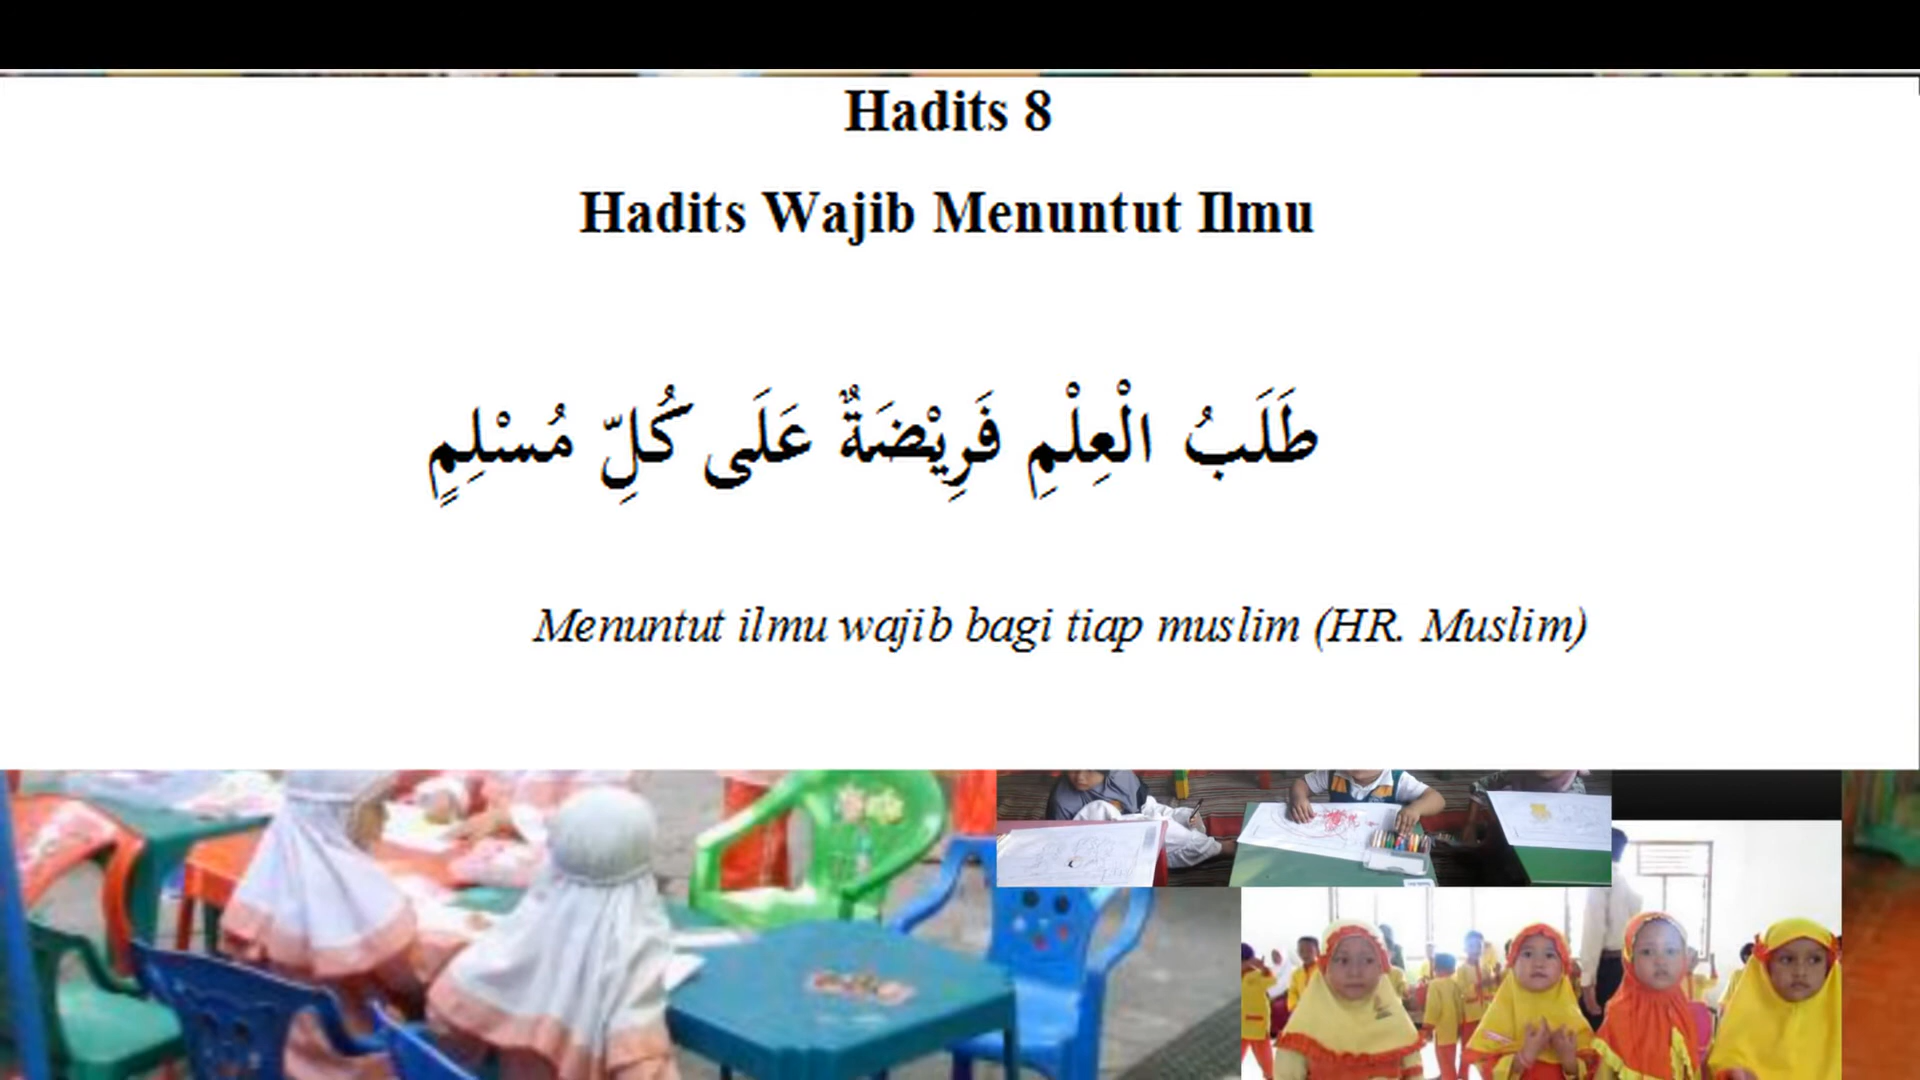 Hadits 8
Hadits Wajib Menuntut Ilmu
طَلَبُ الْعِلْمِ فَرِيْضَةٌ عَلَى كُلِّ مُسْلِمٍ
Menuntut ilmu wajib bagi tiap muslim (HR. Muslim)